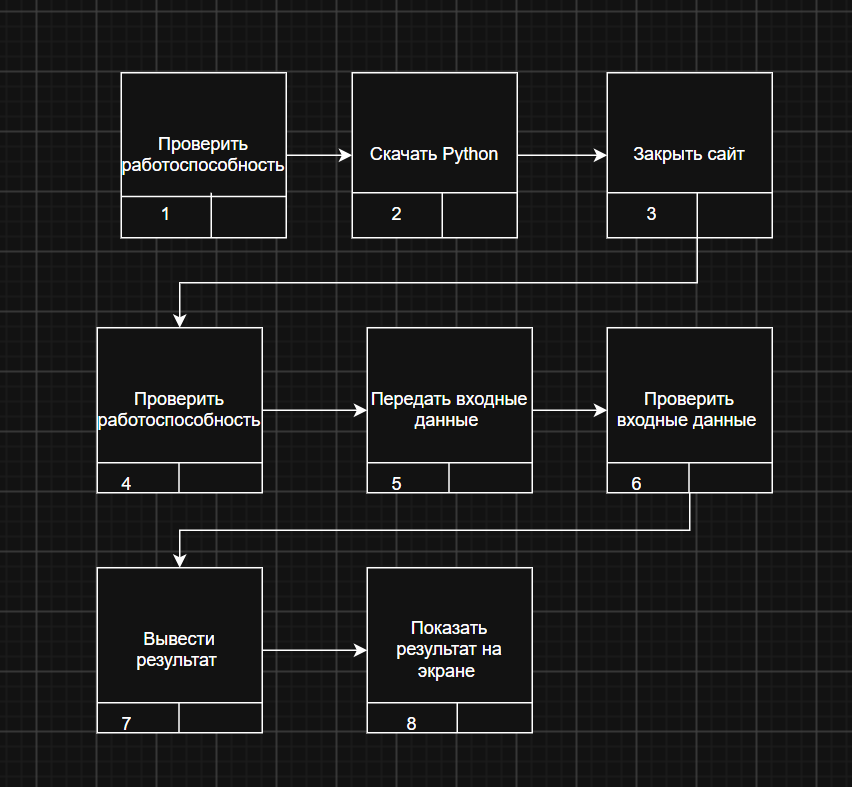 Проверить
работоспособность
1
Скачать Python
2
Закрыть сайт
3
Проверить
работоспособность
4
Передать входные
данные
5
Проверить
входные данные
6
Вывести
результат
7
Показать
результат на
экране
8